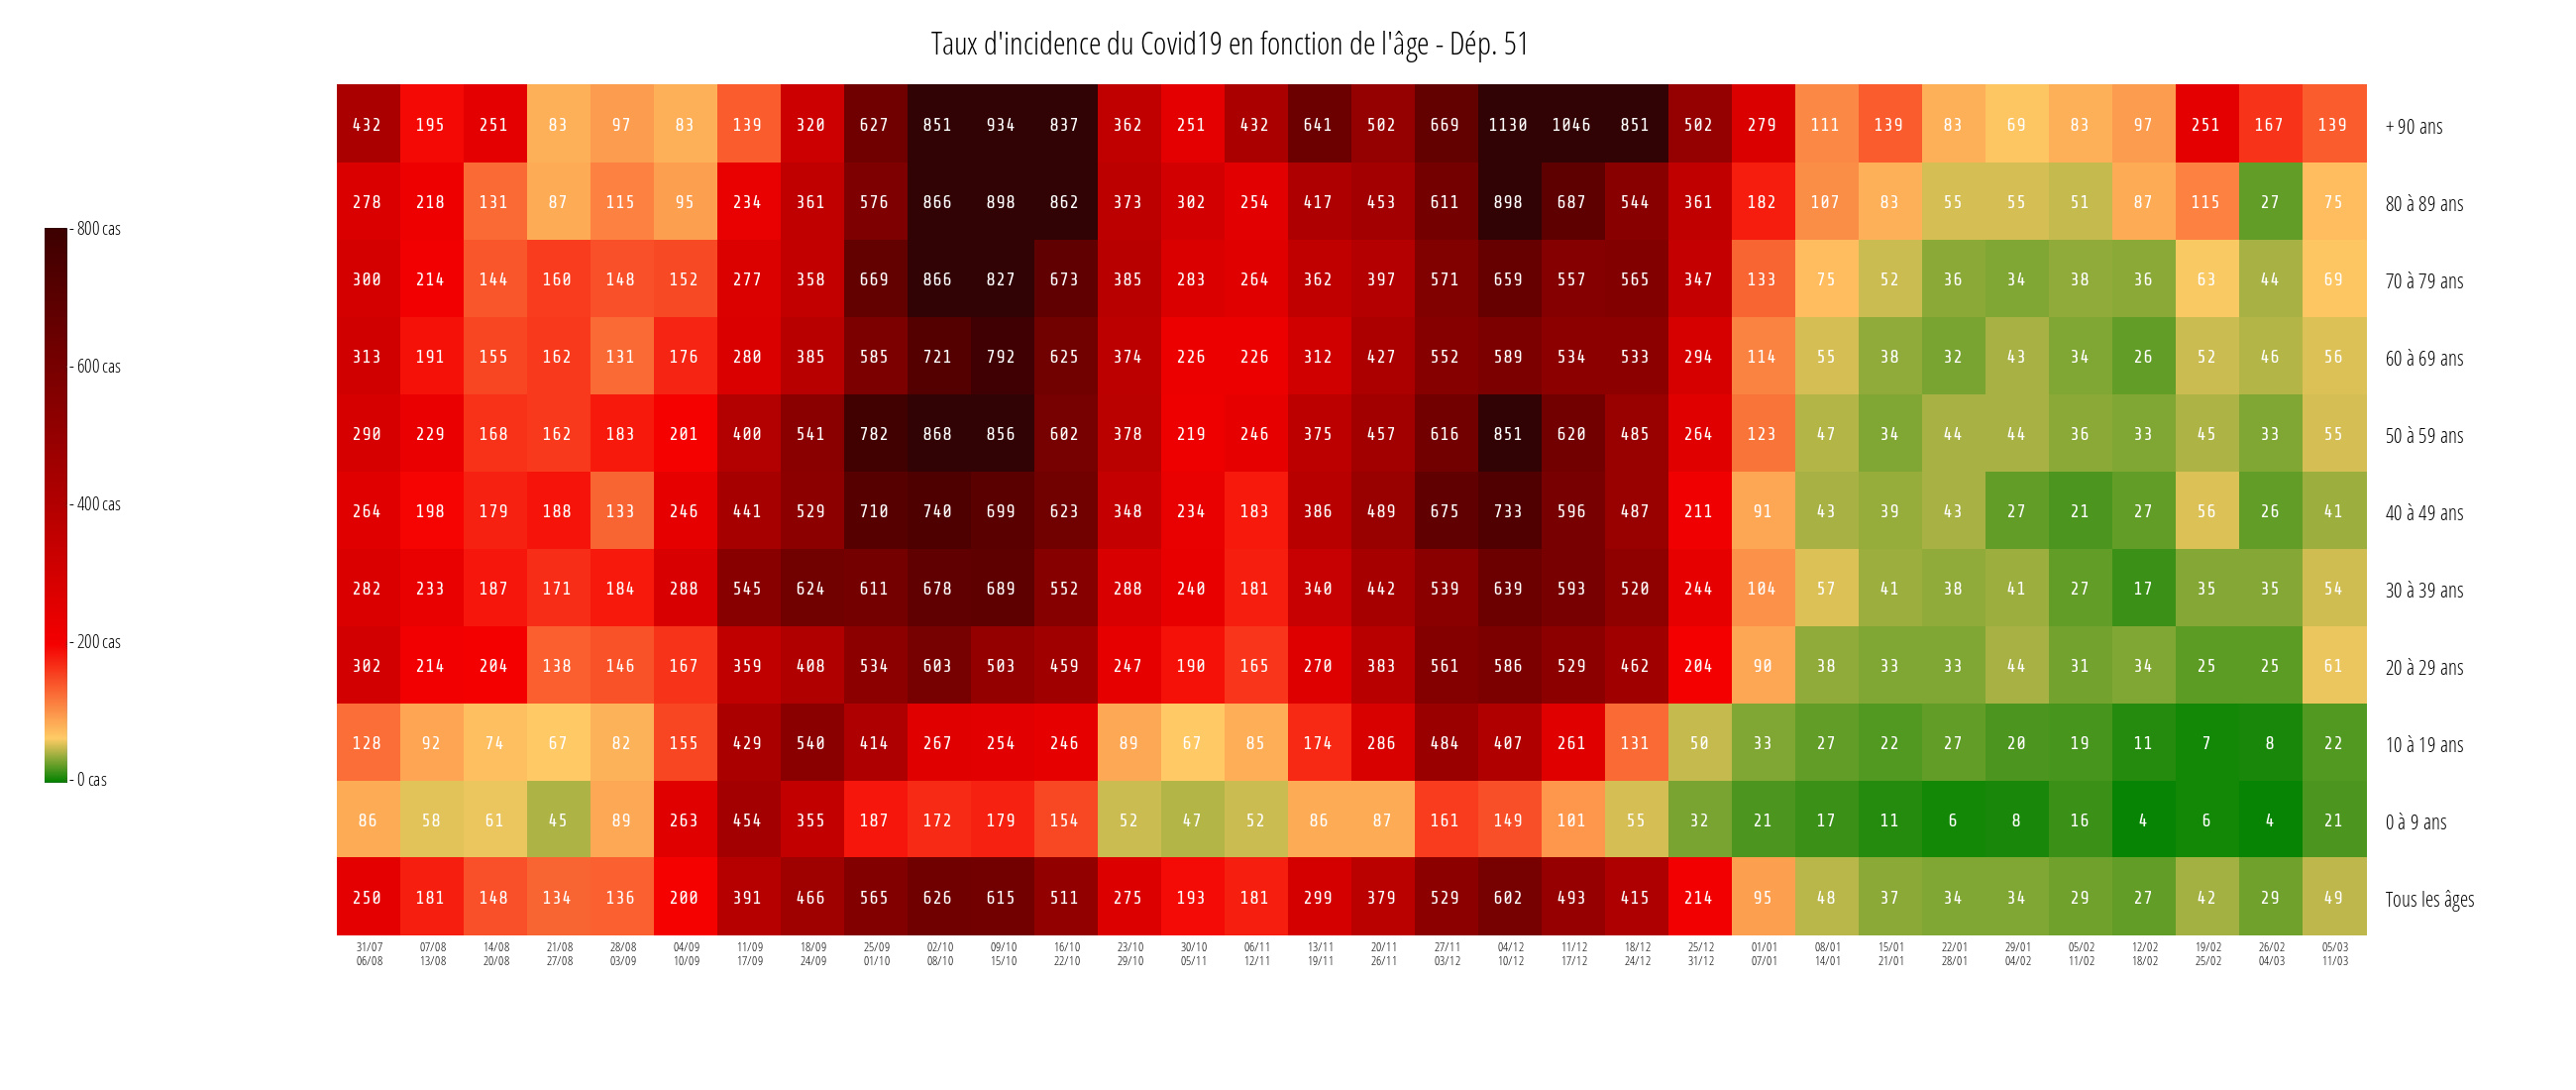 Taux d'incidence du Covid19 en fonction de l'âge - Dép. 51
- 800 cas
- 600 cas
- 400 cas
- 200 cas
- 0 cas
432 195 251 83 97 83 139 320 627 851 934 837 362 251 432 641 502 669 1130 1046 851 502 279 111 139 83 69 83 97 251 167 139 + 90 ans
278 218 131 87 115 95 234 361 576 866 898 862 373 302 254 417 453 611 898 687 544 361 182 107 83 55 55 51 87 115 27 75 80 à 89 ans
300 214 144 160 148 152 277 358 669 866 827 673 385 283 264 362 397 571 659 557 565 347 133 75 52 36 34 38 36 63 44 69 70 à 79 ans
313 191 155 162 131 176 280 385 585 721 792 625 374 226 226 312 427 552 589 534 533 294 114 55 38 32 43 34 26 52 46 56 60 à 69 ans
290 229 168 162 183 201 400 541 782 868 856 602 378 219 246 375 457 616 851 620 485 264 123 47 34 44 44 36 33 45 33 55 50 à 59 ans
264 198 179 188 133 246 441 529 710 740 699 623 348 234 183 386 489 675 733 596 487 211 91 43 39 43 27 21 27 56 26 41 40 à 49 ans
282 233 187 171 184 288 545 624 611 678 689 552 288 240 181 340 442 539 639 593 520 244 104 57 41 38 41 27 17 35 35 54 30 à 39 ans
302 214 204 138 146 167 359 408 534 603 503 459 247 190 165 270 383 561 586 529 462 204 90 38 33 33 44 31 34 25 25 61 20 à 29 ans
128 92 74 67 82 155 429 540 414 267 254 246 89 67 85 174 286 484 407 261 131 50 33 27 22 27 20 19 11 7 8 22 10 à 19 ans
86 58 61 45 89 263 454 355 187 172 179 154 52 47 52 86 87 161 149 101 55 32 21 17 11 6 8 16 4 6 4 21 0 à 9 ans
250 181 148 134 136 200 391 466 565 626 615 511 275 193 181 299 379 529 602 493 415 214 95 48 37 34 34 29 27 42 29 49 Tous les âges
31/07 07/08 14/08 21/08 28/08 04/09 11/09 18/09 25/09 02/10 09/10 16/10 23/10 30/10 06/11 13/11 20/11 27/11 04/12 11/12 18/12 25/12 01/01 08/01 15/01 22/01 29/01 05/02 12/02 19/02 26/02 05/03
06/08 13/08 20/08 27/08 03/09 10/09 17/09 24/09 01/10 08/10 15/10 22/10 29/10 05/11 12/11 19/11 26/11 03/12 10/12 17/12 24/12 31/12 07/01 14/01 21/01 28/01 04/02 11/02 18/02 25/02 04/03 11/03